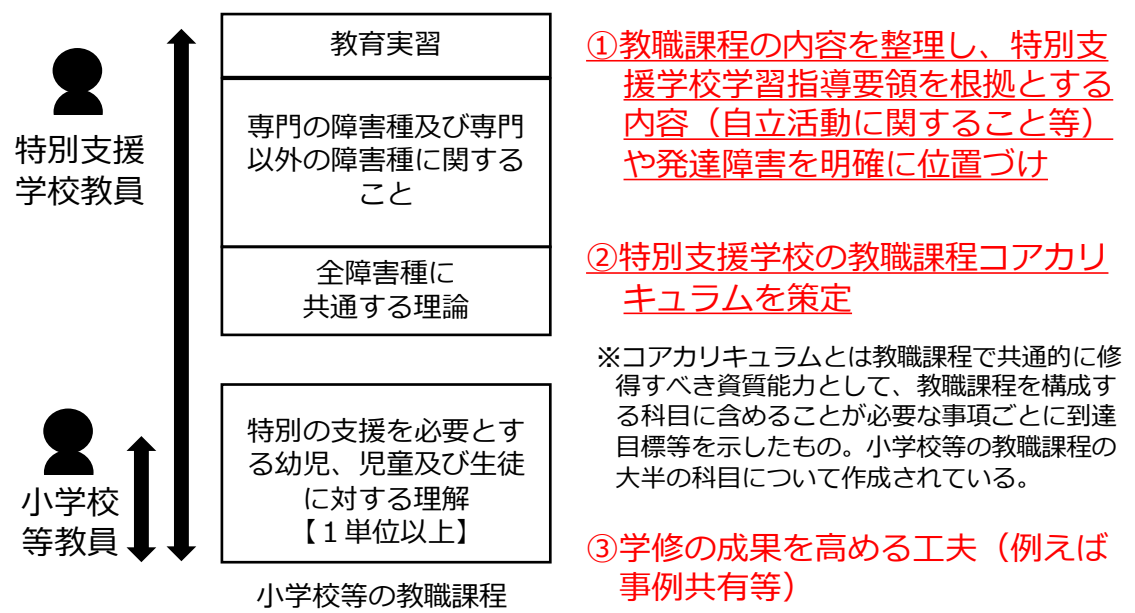 特別支援
学校教員
小学校
等教員
教育実習
専門の障害種及び専門
以外の障害種に関する
こと
全障害種に
共通する理論
特別の支援を必要とす
る幼児、児童及び生徒
に対する理解
【１単位以上】
小学校等の教職課程
①教職課程の内容を整理し、特別支
援学校学習指導要領を根拠とする
内容（自立活動に関すること等）
や発達障害を明確に位置づけ
②特別支援学校の教職課程コアカリ
キュラムを策定
※コアカリキュラムとは教職課程で共通的に修
得すべき資質能力として、教職課程を構成す
る科目に含めることが必要な事項ごとに到達
目標等を示したもの。小学校等の教職課程の
大半の科目について作成されている。
③学修の成果を高める工夫（例えば
事例共有等）